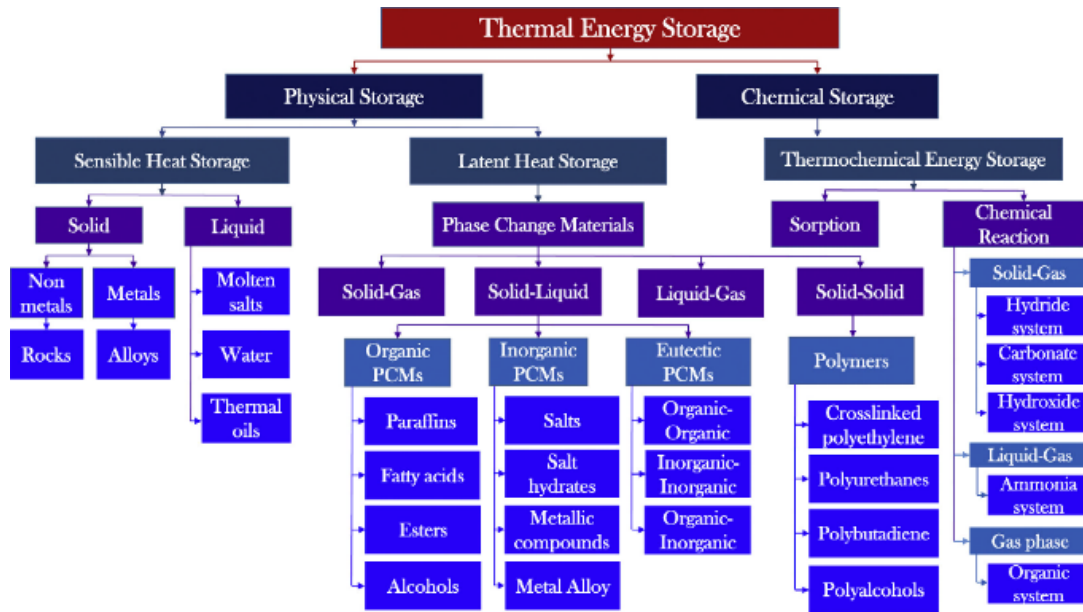 Thermal Energy Storage
Physical Storage
Chemical Storage
Sensible Heat Storage
Latent Heat Storage
Thermochemical Energy Storage
Solid
Liquid
Phase Change Materials
Sorption
Chemical
Reaction
Non
metals
Metals
Molten
salts
Solid-Gas
Solid-Liquid
Liquid-Gas
Solid-Solid
Solid-Gas
Hydride
system
Rocks
Alloys
Water
Organic
PCMs
Inorganic
PCMs
Eutectic PCMs
Polymers
Carbonate
system
Thermal
oils
Paraffins
Salts
Organic-
Organic
Crosslinked
polyethylene
Hydroxide
system
Fatty acids
Salt
hydrates
Inorganic-
Inorganic
Polyurethanes
Liquid-Gas
Ammonia
system
Esters
Metallic
compounds
Organic-
Inorganic
Polybutadiene
Gas phase
Alcohols
Metal Alloy
Polyalcohols
Organic
system